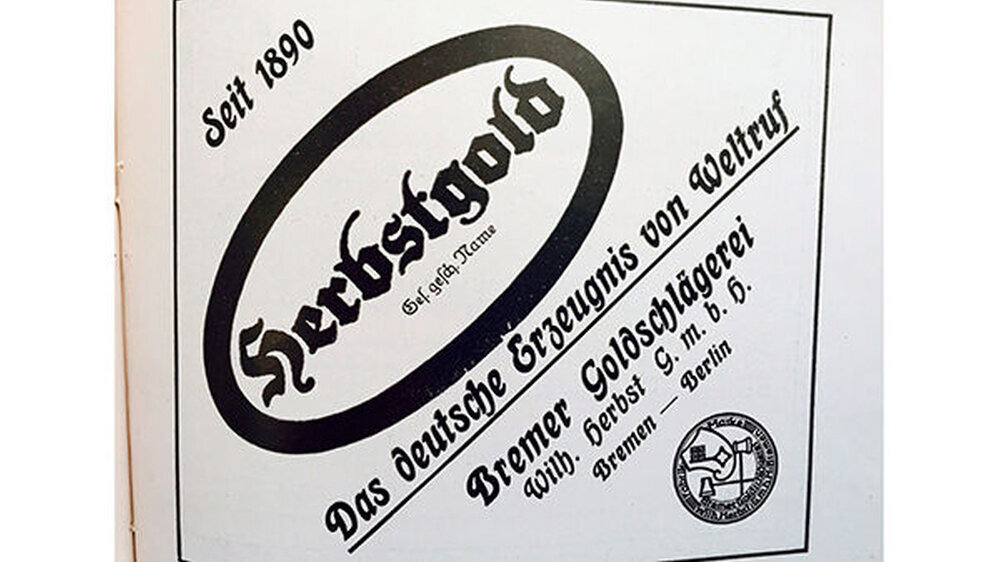 Seit 1890
Herbstgold
Ges. gesch. Name
Das deutsche Erzeugnis von Weltruf
Bremer Goldschlägerei
Wilh. Herbst G. m. b. H.
Bremen — Berlin